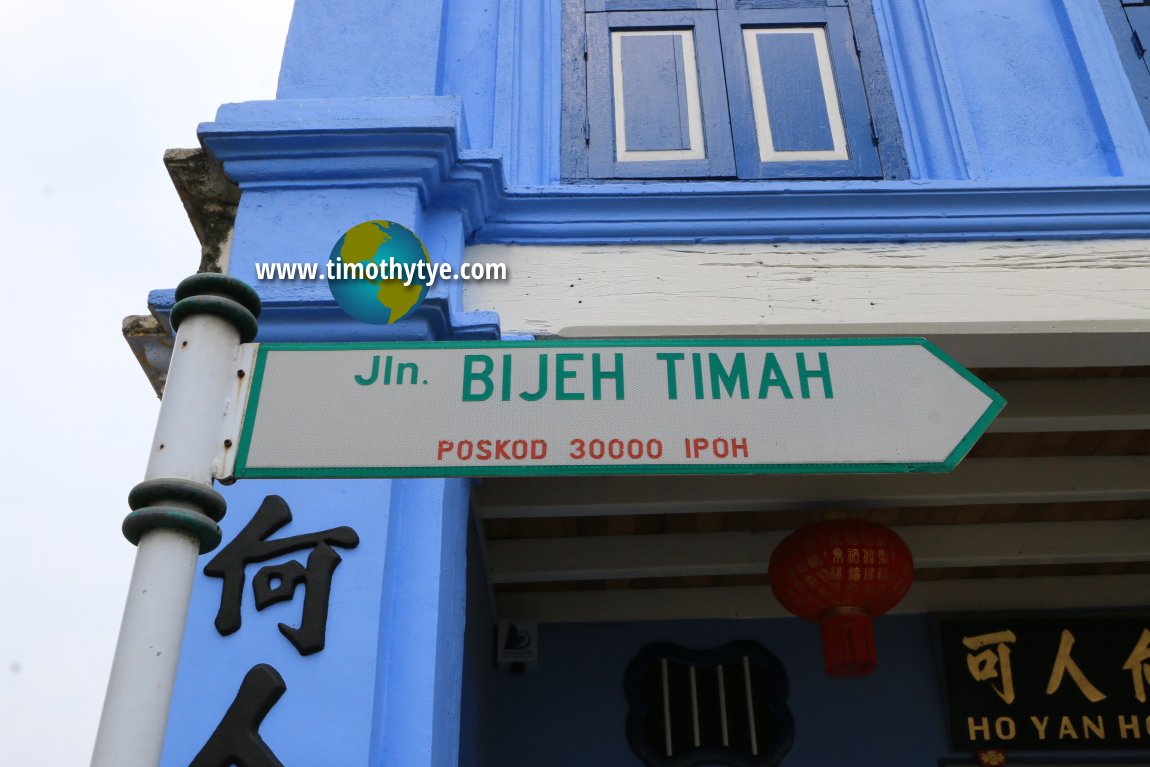 www.timothytye.com
Jln. BIJEH TIMAH
POSKOD 30000 IPOH
何
人
可人何
HO YAN HO